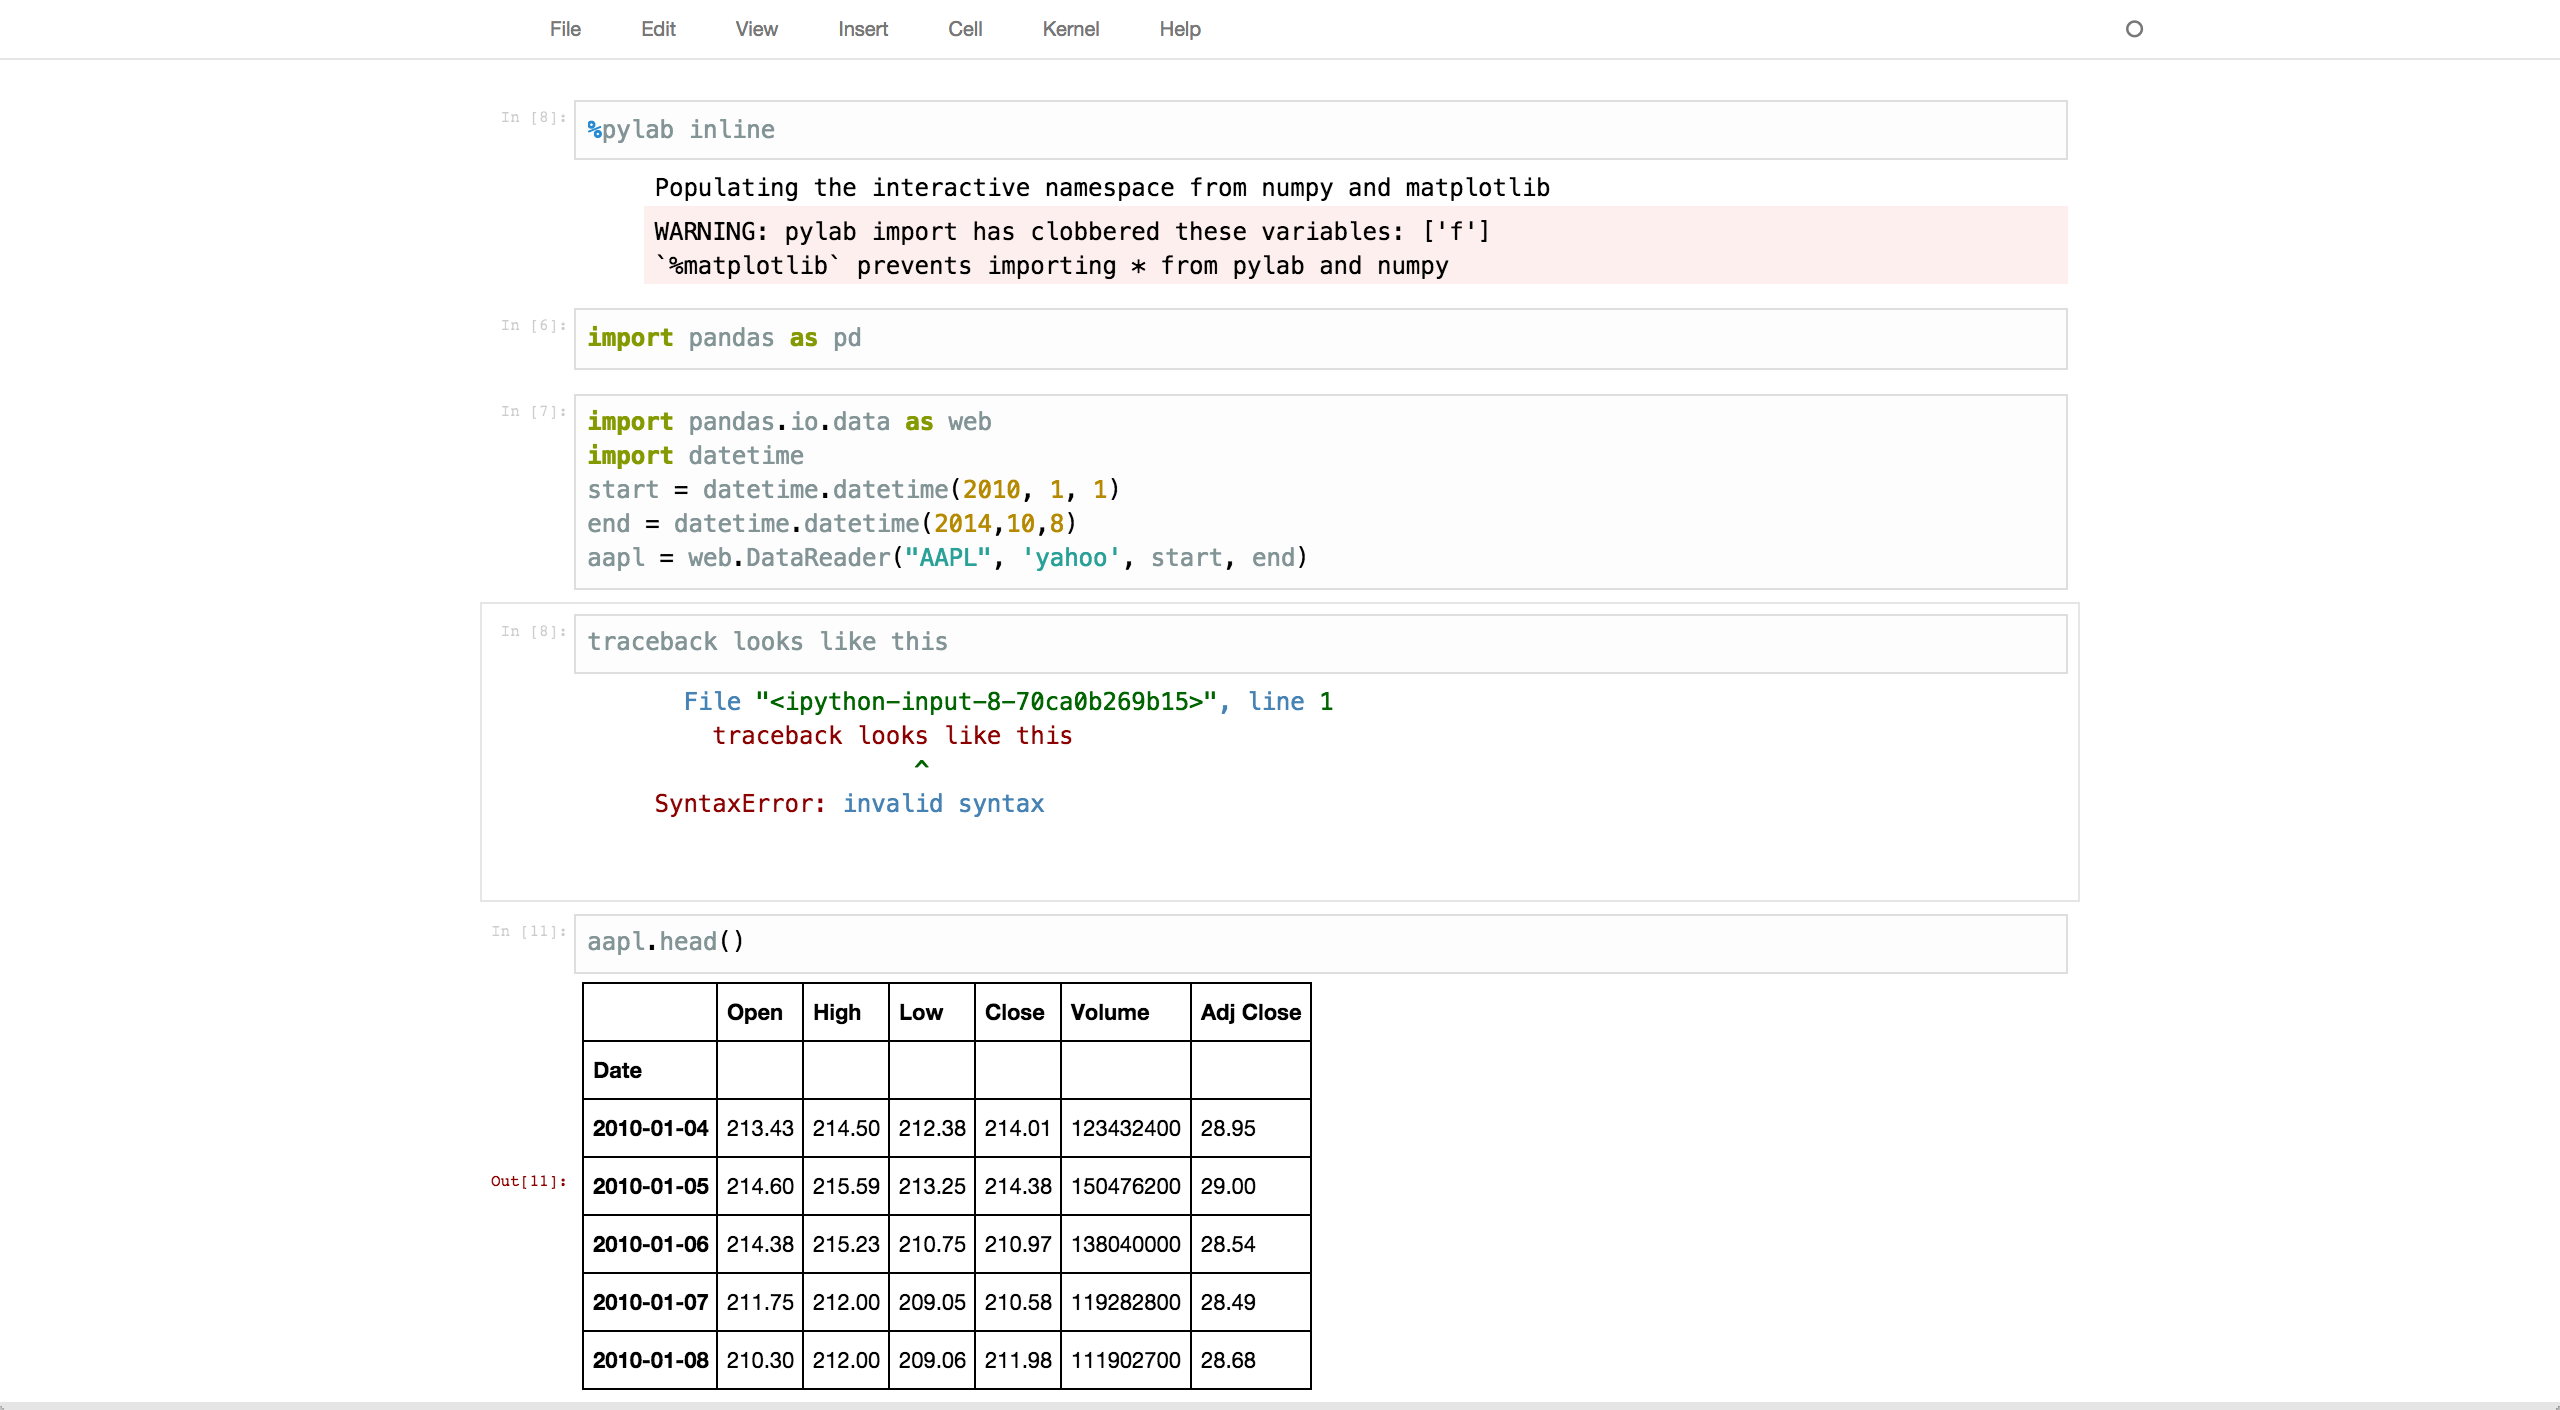 File Edit View Insert Cell Kernel Help
In [8]: %pylab inline
Populating the interactive namespace from numpy and matplotlib
WARNING: pylab import has clobbered these variables: ['f']
`%matplotlib` prevents importing * from pylab and numpy
In [6]: import pandas as pd
In [7]: import pandas.io.data as web
import datetime
start = datetime.datetime(2010, 1, 1)
end = datetime.datetime(2014,10,8)
aapl = web.DataReader("AAPL", 'yahoo', start, end)
In [8]: traceback looks like this
File "<ipython-input-8-70ca0b269b15>", line 1
traceback looks like this
^
SyntaxError: invalid syntax
In [11]: aapl.head()
Open High Low Close Volume Adj Close
Date
2010-01-04 213.43 214.50 212.38 214.01 123432400 28.95
Out[11]: 2010-01-05 214.60 215.59 213.25 214.38 150476200 29.00
2010-01-06 214.38 215.23 210.75 210.97 138040000 28.54
2010-01-07 211.75 212.00 209.05 210.58 119282800 28.49
2010-01-08 210.30 212.00 209.06 211.98 111902700 28.68